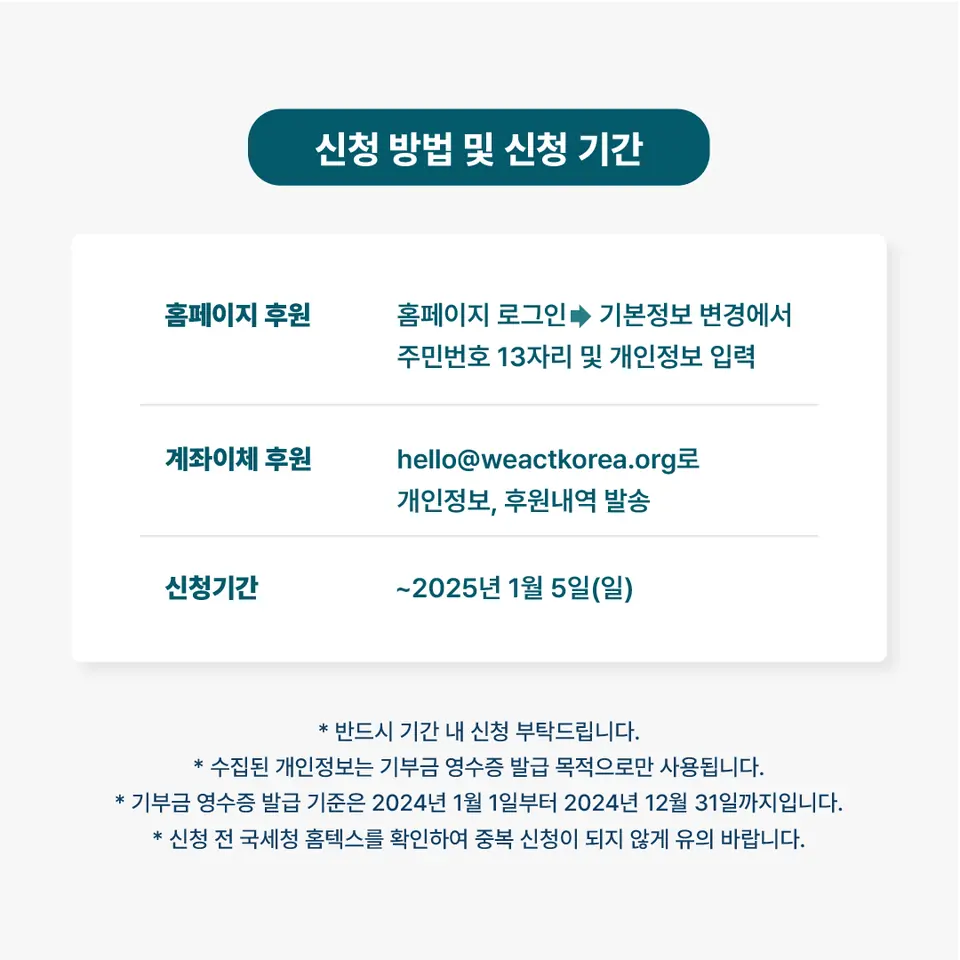 신청 방법 및 신청 기간
홈페이지 후원
홈페이지 로그인➡ 기본정보 변경에서
주민번호 13자리 및 개인정보 입력
계좌이체 후원
hello@weactkorea.org로
개인정보, 후원내역 발송
신청기간
~2025년 1월 5일(일)
* 반드시 기간 내 신청 부탁드립니다.
* 수집된 개인정보는 기부금 영수증 발급 목적으로만 사용됩니다.
* 기부금 영수증 발급 기준은 2024년 1월 1일부터 2024년 12월 31일까지입니다.
* 신청 전 국세청 홈텍스를 확인하여 중복 신청이 되지 않게 유의 바랍니다.